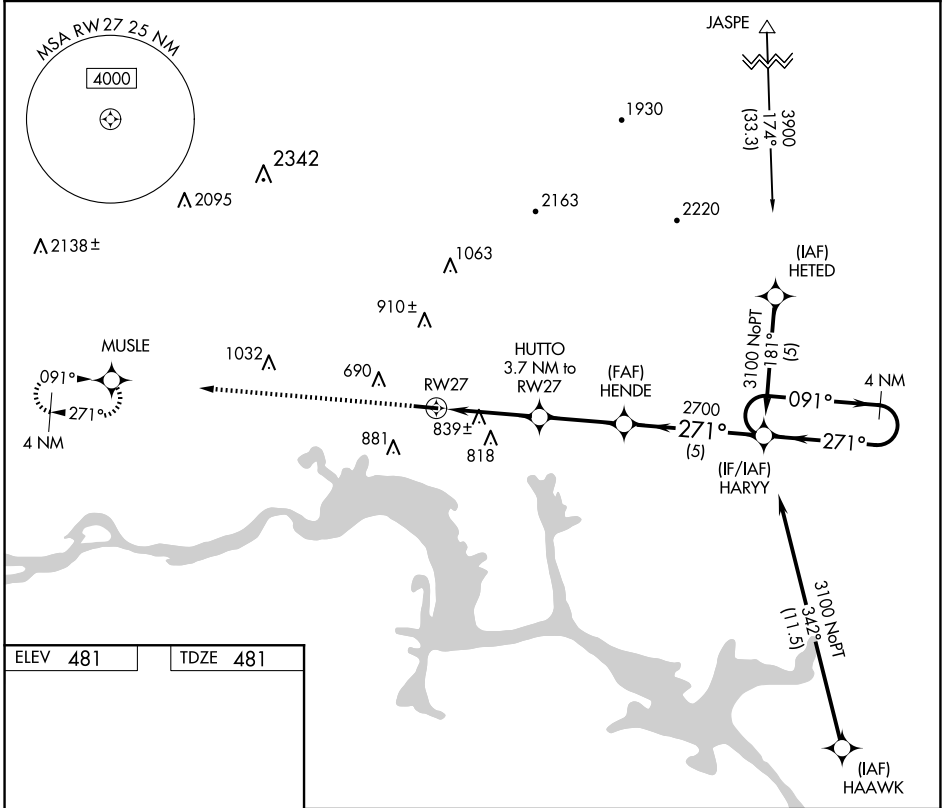 MSA RW27 25 NM
4000
JASPE
3900
174°
(33.3)
1930
2342
2095
2163
2220
2138±
1063
(IAF)
HETED
910±
3100 NoPT
181°
(5)
MUSLE
1032
690
RW27
HUTTO
3.7 NM to
RW27
(FAF)
HENDE
4 NM
091°
271°
4 NM
091°
271°
2700
271°
(5)
839±
818
881
(IF/IAF)
HARYY
3100 NoPT
342°
(11.5)
(IAF)
HAAWK
ELEV 481
TDZE 481